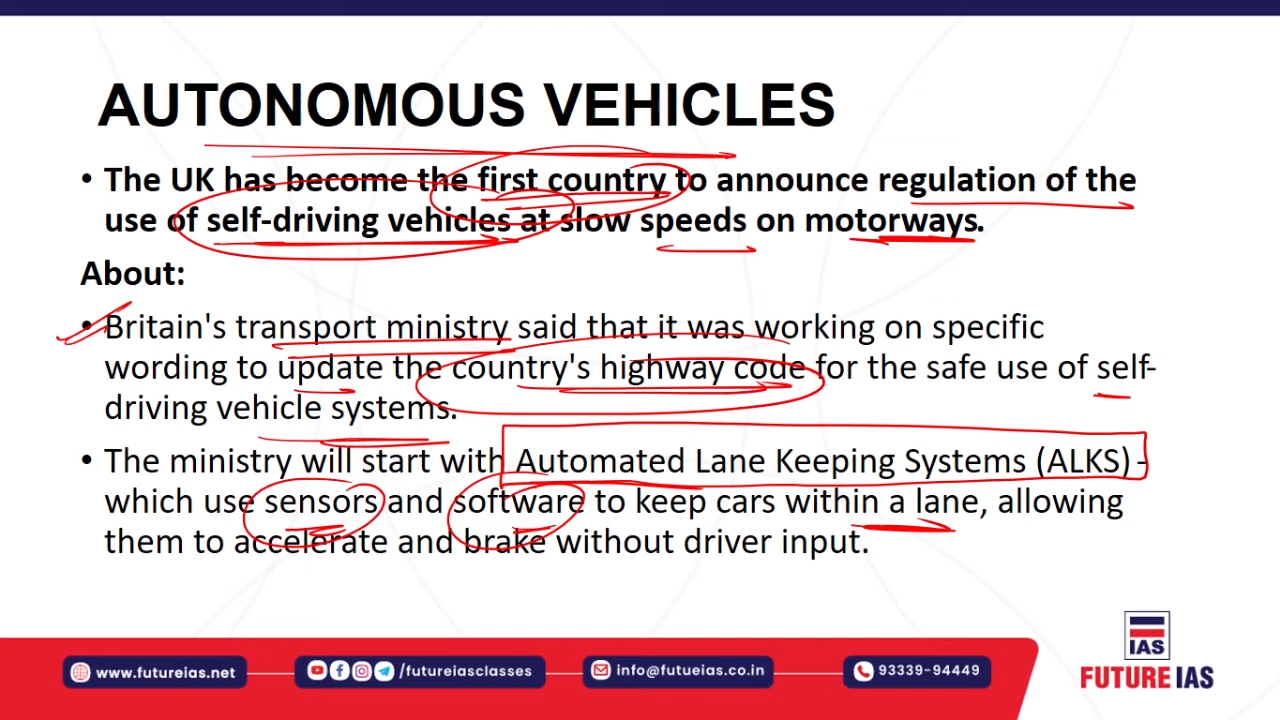 AUTONOMOUS VEHICLES
• The UK has become the first country to announce regulation of the
use of self-driving vehicles at slow speeds on motorways.
About:
• Britain's transport ministry said that it was working on specific
wording to update the country's highway code for the safe use of self-
driving vehicle systems.
• The ministry will start with Automated Lane Keeping Systems (ALKS) -
which use sensors and software to keep cars within a lane, allowing
them to accelerate and brake without driver input.
www.futureias.net
/futureiasclasses
info@futueias.co.in
93339-94449
IAS
FUTURE IAS